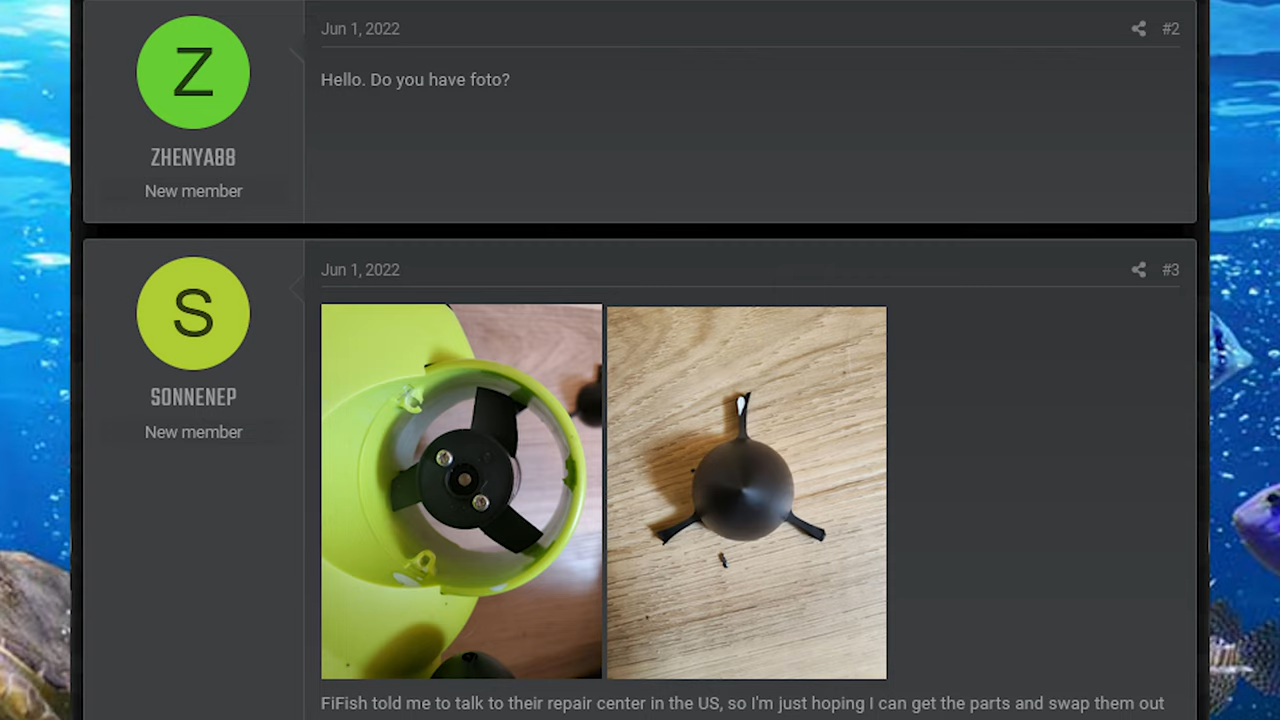 Z
Jun 1, 2022
#2
Hello. Do you have foto?
ZHENYA88
New member
S
Jun 1, 2022
#3
SONNENEP
New member
FiFish told me to talk to their repair center in the US, so I'm just hoping I can get the parts and swap them out